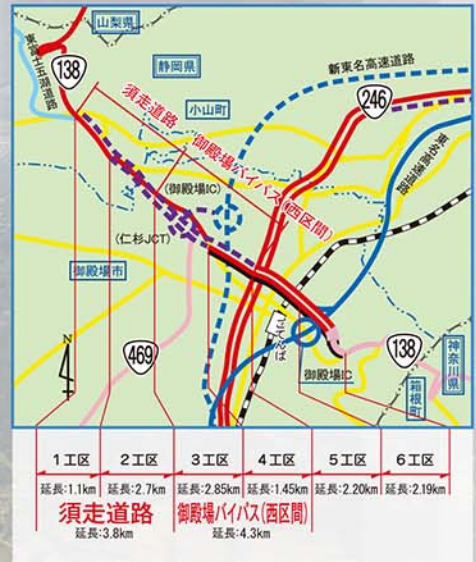 山梨県
東富士五湖道路
138
静岡県
新東名高速道路
246
小山町
須走道路
御殿場バイパス(西区間)
東名高速道路
(御殿場IC)
(仁杉JCT)
御殿場市
N
469
ごてんば
御殿場IC
138
神奈川県
箱根町
1工区 2工区 3工区 4工区 5工区 6工区
延長:1.1km 延長:2.7km 延長:2.85km 延長:1.45km 延長:2.20km 延長:2.19km
須走道路 御殿場バイパス(西区間)
延長:3.8km 延長:4.3km